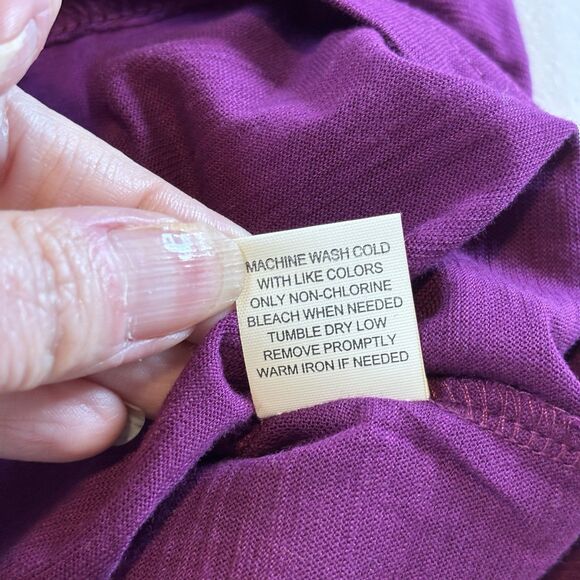 MACHINE WASH COLD
WITH LIKE COLORS
ONLY NON-CHLORINE
BLEACH WHEN NEEDED
TUMBLE DRY LOW
REMOVE PROMPTLY
WARM IRON IF NEEDED